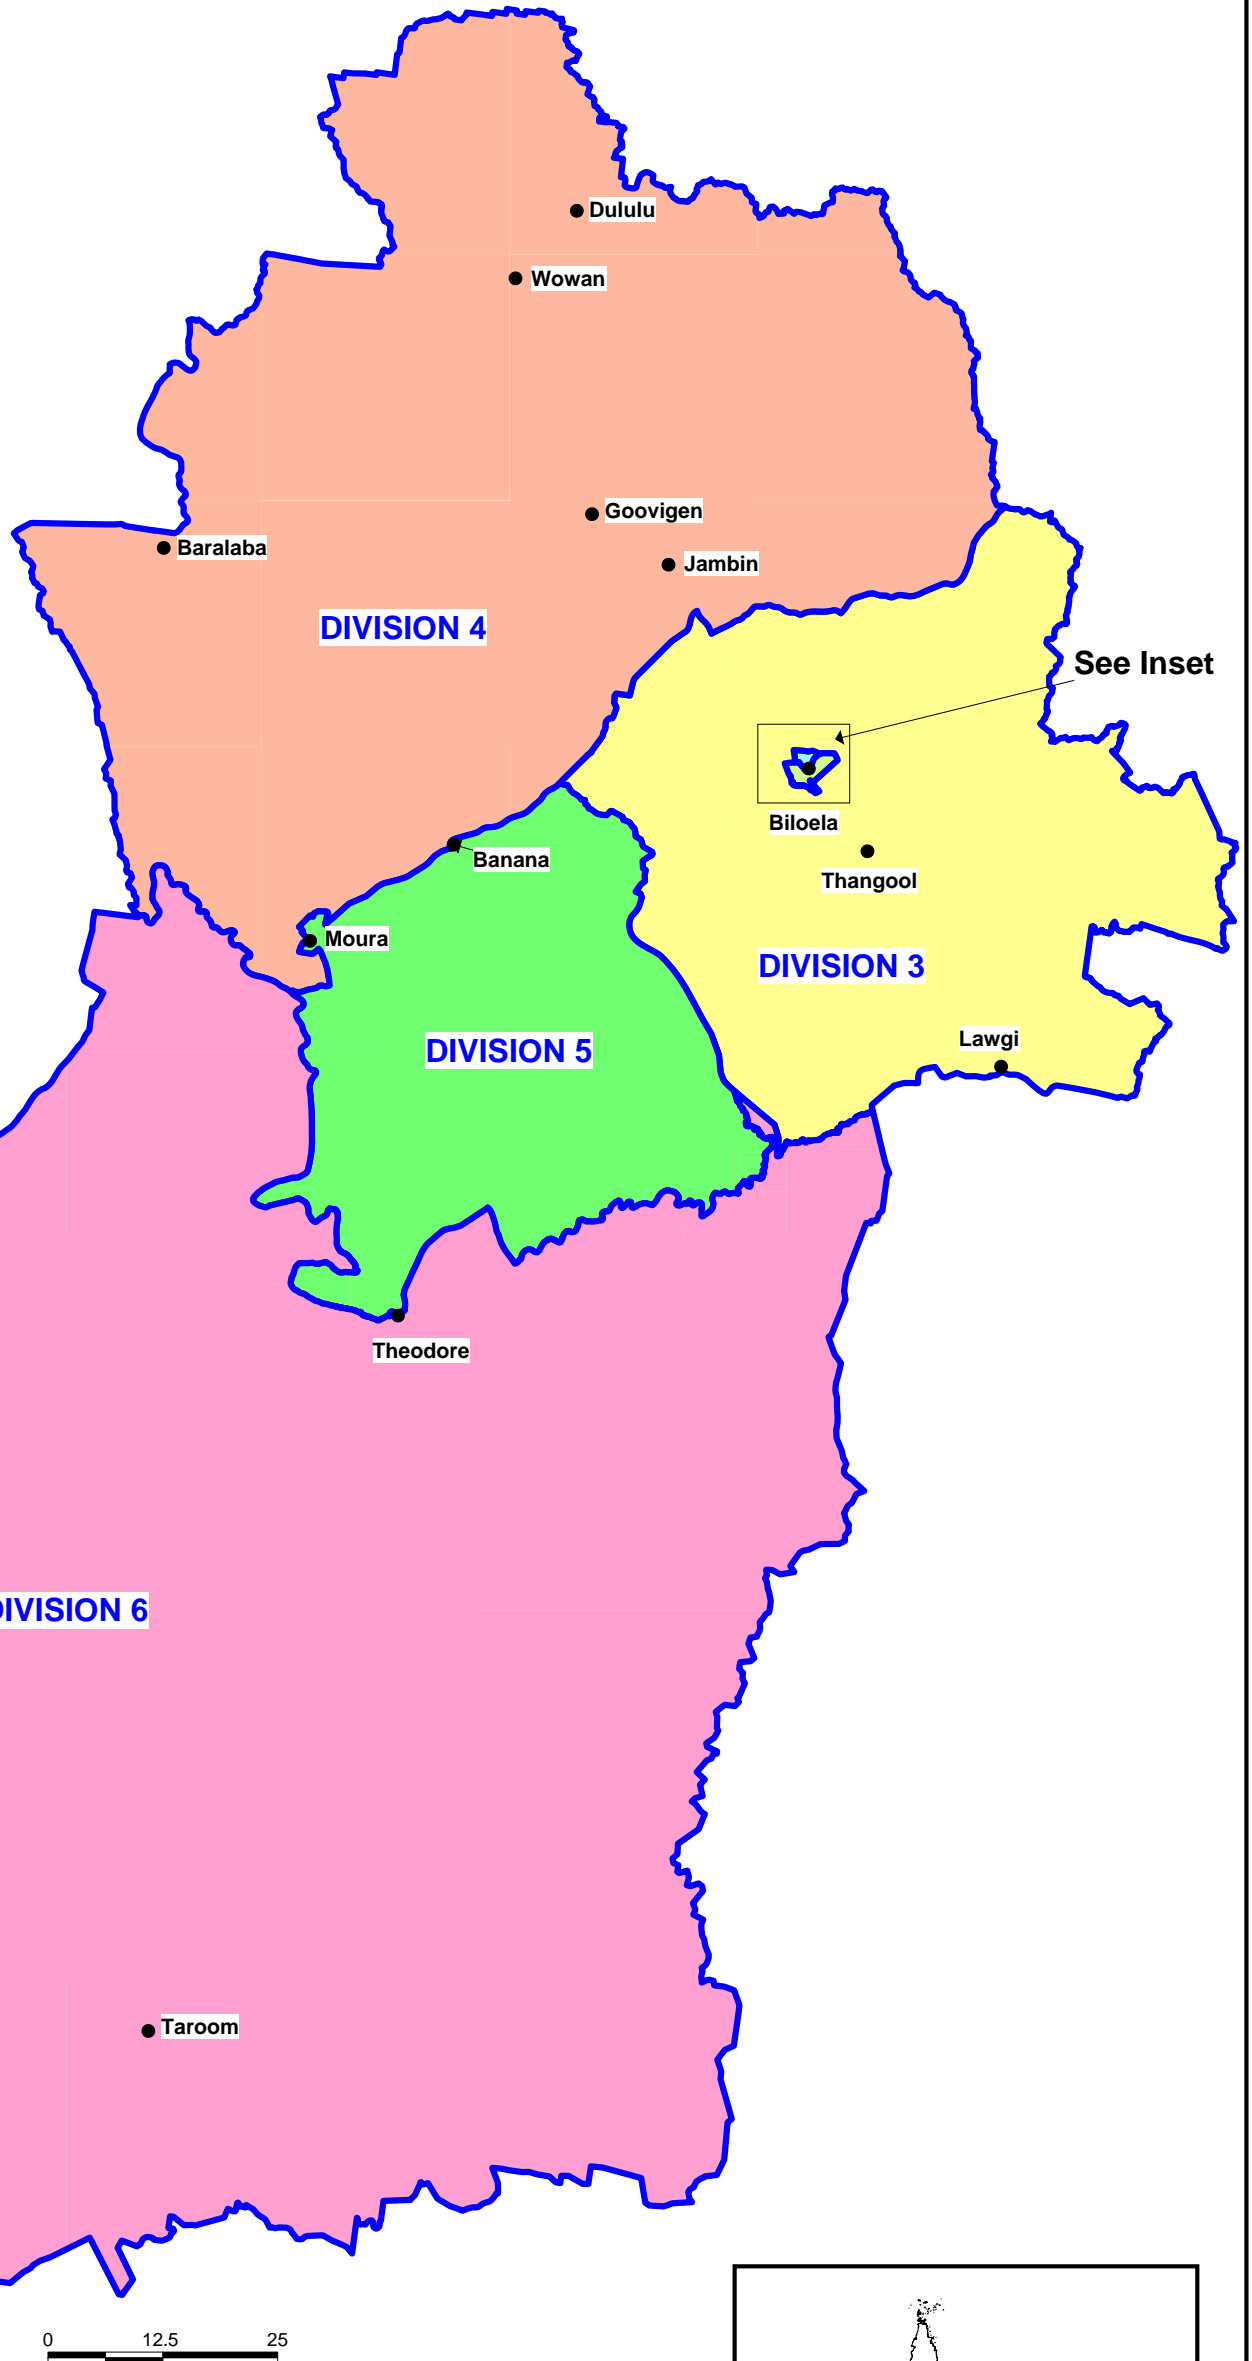 Dululu
Wowan
Goovigen
Baralaba
Jambin
DIVISION 4
See Inset
Biloela
Banana
Thangool
Moura
DIVISION 3
Lawgi
DIVISION 5
Theodore
DIVISION 6
Taroom
0 12.5 25